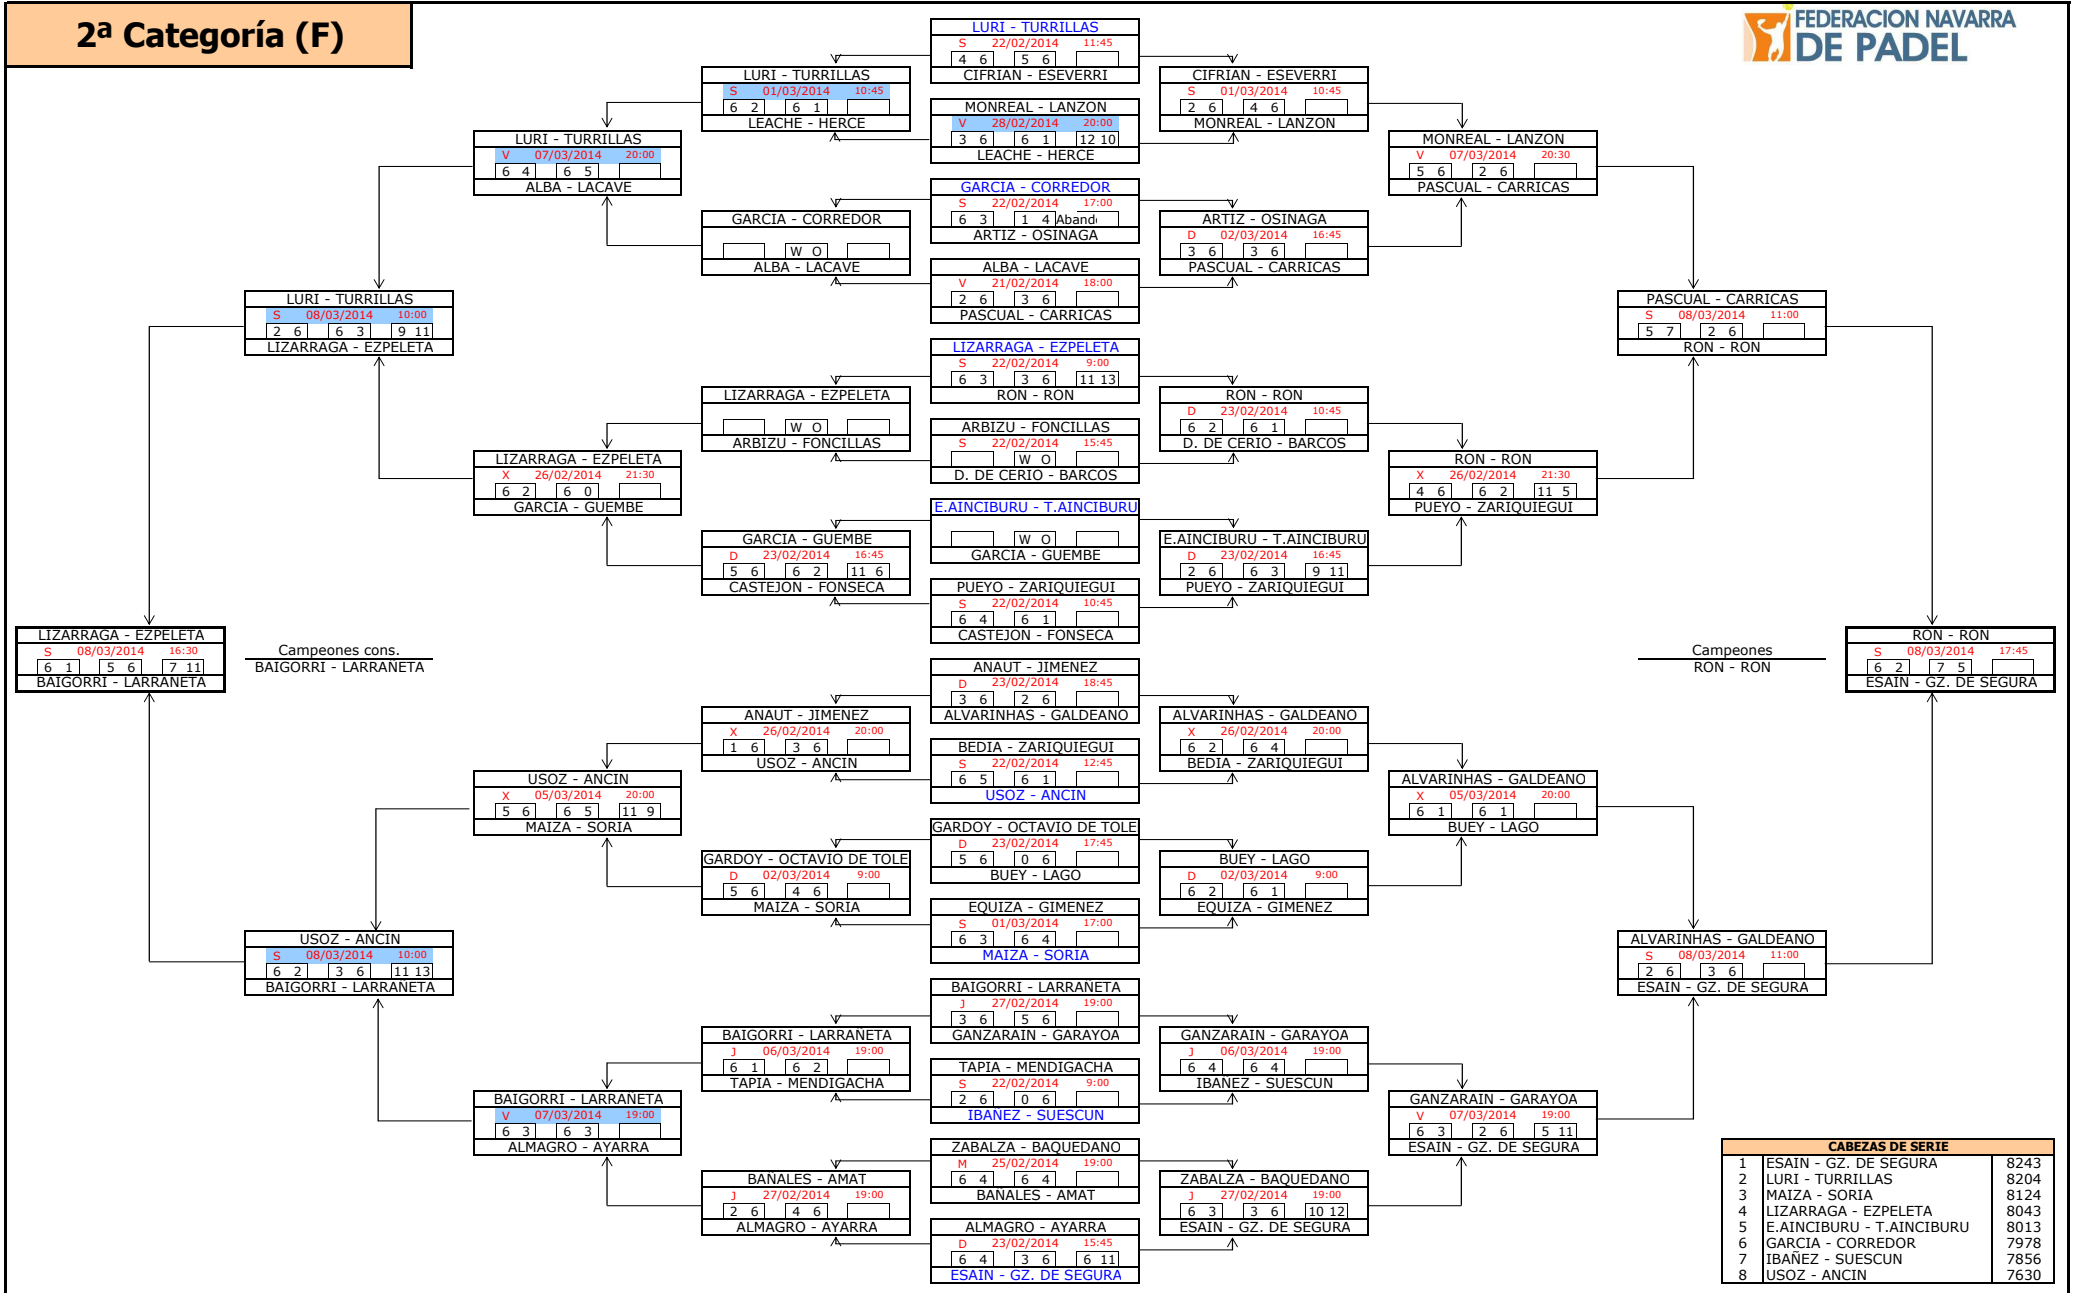 2ª Categoría (F)
FEDERACION NAVARRA
DE PADEL
LIZARRAGA - EZPELETA
S 08/03/2014 16:30
6 1 5 6 7 11
BAIGORRI - LARRAÑETA
Campeones cons.
BAIGORRI - LARRAÑETA
LURI - TURRILLAS
S 08/03/2014 10:00
2 6 6 3 9 11
LIZARRAGA - EZPELETA
USOZ - ANCIN
S 08/03/2014 10:00
6 2 3 6 11 13
BAIGORRI - LARRAÑETA
LURI - TURRILLAS
V 07/03/2014 20:00
6 4 6 5
ALBA - LACAVE
LIZARRAGA - EZPELETA
X 26/02/2014 21:30
6 2 6 0
GARCIA - GUEMBE
USOZ - ANCIN
X 05/03/2014 20:00
5 6 6 5 11 9
MAIZA - SORIA
BAIGORRI - LARRAÑETA
V 07/03/2014 19:00
6 3 6 3
ALMAGRO - AYARRA
LURI - TURRILLAS
S 01/03/2014 10:45
6 2 6 1
LEACHE - HERCE
GARCIA - CORREDOR
W O
ALBA - LACAVE
LIZARRAGA - EZPELETA
W O
ARBIZU - FONCILLAS
GARCIA - GUEMBE
D 23/02/2014 16:45
5 6 6 2 11 6
CASTEJON - FONSECA
ANAUT - JIMENEZ
X 26/02/2014 20:00
1 6 3 6
USOZ - ANCIN
GARDOY - OCTAVIO DE TOLE
D 02/03/2014 9:00
5 6 4 6
MAIZA - SORIA
BAIGORRI - LARRAÑETA
J 06/03/2014 19:00
6 1 6 2
TAPIA - MENDIGACHA
BAÑALES - AMAT
J 27/02/2014 19:00
2 6 4 6
ALMAGRO - AYARRA
LURI - TURRILLAS
S 22/02/2014 11:45
4 6 5 6
CIFRIAN - ESEVERRI
MONREAL - LANZON
V 28/02/2014 20:00
3 6 6 1 12 10
LEACHE - HERCE
GARCIA - CORREDOR
S 22/02/2014 17:00
6 3 1 4 Aband
ARTIZ - OSINAGA
ALBA - LACAVE
V 21/02/2014 18:00
2 6 3 6
PASCUAL - CARRICAS
LIZARRAGA - EZPELETA
S 22/02/2014 9:00
6 3 3 6 11 13
RON - RON
ARBIZU - FONCILLAS
S 22/02/2014 15:45
W O
D. DE CERIO - BARCOS
E.AINCIBURU - T.AINCIBURU
W O
GARCIA - GUEMBE
PUEYO - ZARIQUIEGUI
S 22/02/2014 10:45
6 4 6 1
CASTEJON - FONSECA
ANAUT - JIMENEZ
D 23/02/2014 18:45
3 6 2 6
ALVARINHAS - GALDEANO
BEDIA - ZARIQUIEGUI
S 22/02/2014 12:45
6 5 6 1
USOZ - ANCIN
GARDOY - OCTAVIO DE TOLE
D 23/02/2014 17:45
5 6 0 6
BUEY - LAGO
EQUIZA - GIMENEZ
S 01/03/2014 17:00
6 3 6 4
MAIZA - SORIA
BAIGORRI - LARRAÑETA
J 27/02/2014 19:00
3 6 5 6
GANZARAIN - GARAYOA
TAPIA - MENDIGACHA
S 22/02/2014 9:00
2 6 0 6
IBAÑEZ - SUESCUN
ZABALZA - BAQUEDANO
M 25/02/2014 19:00
6 4 6 4
BAÑALES - AMAT
ALMAGRO - AYARRA
D 23/02/2014 15:45
6 4 3 6 6 11
ESAIN - GZ. DE SEGURA
CIFRIAN - ESEVERRI
S 01/03/2014 10:45
2 6 4 6
MONREAL - LANZON
ARTIZ - OSINAGA
D 02/03/2014 16:45
3 6 3 6
PASCUAL - CARRICAS
RON - RON
D 23/02/2014 10:45
6 2 6 1
D. DE CERIO - BARCOS
E.AINCIBURU - T.AINCIBURU
D 23/02/2014 16:45
2 6 6 3 9 11
PUEYO - ZARIQUIEGUI
ALVARINHAS - GALDEANO
X 26/02/2014 20:00
6 2 6 4
BEDIA - ZARIQUIEGUI
BUEY - LAGO
D 02/03/2014 9:00
6 2 6 1
EQUIZA - GIMENEZ
GANZARAIN - GARAYOA
J 06/03/2014 19:00
6 4 6 4
IBAÑEZ - SUESCUN
ZABALZA - BAQUEDANO
J 27/02/2014 19:00
6 3 3 6 10 12
ESAIN - GZ. DE SEGURA
MONREAL - LANZON
V 07/03/2014 20:30
5 6 2 6
PASCUAL - CARRICAS
RON - RON
X 26/02/2014 21:30
4 6 6 2 11 5
PUEYO - ZARIQUIEGUI
ALVARINHAS - GALDEANO
X 05/03/2014 20:00
6 1 6 1
BUEY - LAGO
GANZARAIN - GARAYOA
V 07/03/2014 19:00
6 3 2 6 5 11
ESAIN - GZ. DE SEGURA
PASCUAL - CARRICAS
S 08/03/2014 11:00
5 7 2 6
RON - RON
ALVARINHAS - GALDEANO
S 08/03/2014 11:00
2 6 3 6
ESAIN - GZ. DE SEGURA
Campeones
RON - RON
RON - RON
S 08/03/2014 17:45
6 2 7 5
ESAIN - GZ. DE SEGURA
CABEZAS DE SERIE
1 ESAIN - GZ. DE SEGURA 8243
2 LURI - TURRILLAS 8204
3 MAIZA - SORIA 8124
4 LIZARRAGA - EZPELETA 8043
5 E.AINCIBURU - T.AINCIBURU 8013
6 GARCIA - CORREDOR 7978
7 IBAÑEZ - SUESCUN 7856
8 USOZ - ANCIN 7630